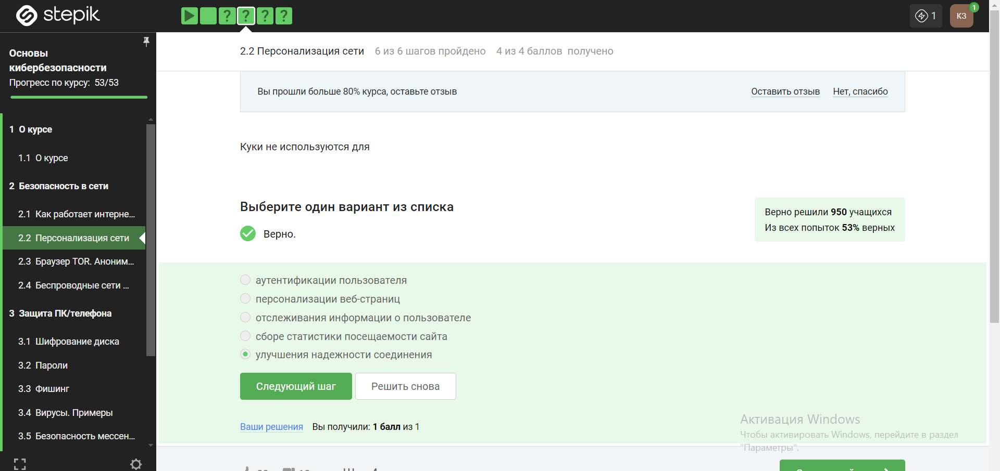 stepik
? ? ? ?
1
КЗ
1
Основы
кибербезопасности
Прогресс по курсу: 53/53
1 О курсе
1.1 О курсе
2 Безопасность в сети
2.1 Как работает интерне...
2.2 Персонализация сети
2.3 Браузер TOR. Аноним...
2.4 Беспроводные сети ...
3 Защита ПК/телефона
3.1 Шифрование диска
3.2 Пароли
3.3 Фишинг
3.4 Вирусы. Примеры
3.5 Безопасность мессен...
2.2 Персонализация сети 6 из 6 шагов пройдено 4 из 4 баллов получено
Вы прошли больше 80% курса, оставьте отзыв Оставить отзыв Нет, спасибо
Куки не используются для
Выберите один вариант из списка
Верно.
Верно решили 950 учащихся
Из всех попыток 53% верных
аутентификации пользователя
персонализации веб-страниц
отслеживания информации о пользователе
сборе статистики посещаемости сайта
улучшения надежности соединения
Следующий шаг Решить снова
Ваши решения Вы получили: 1 балл из 1
Активация Windows
Чтобы активировать Windows, перейдите в раздел
"Параметры".